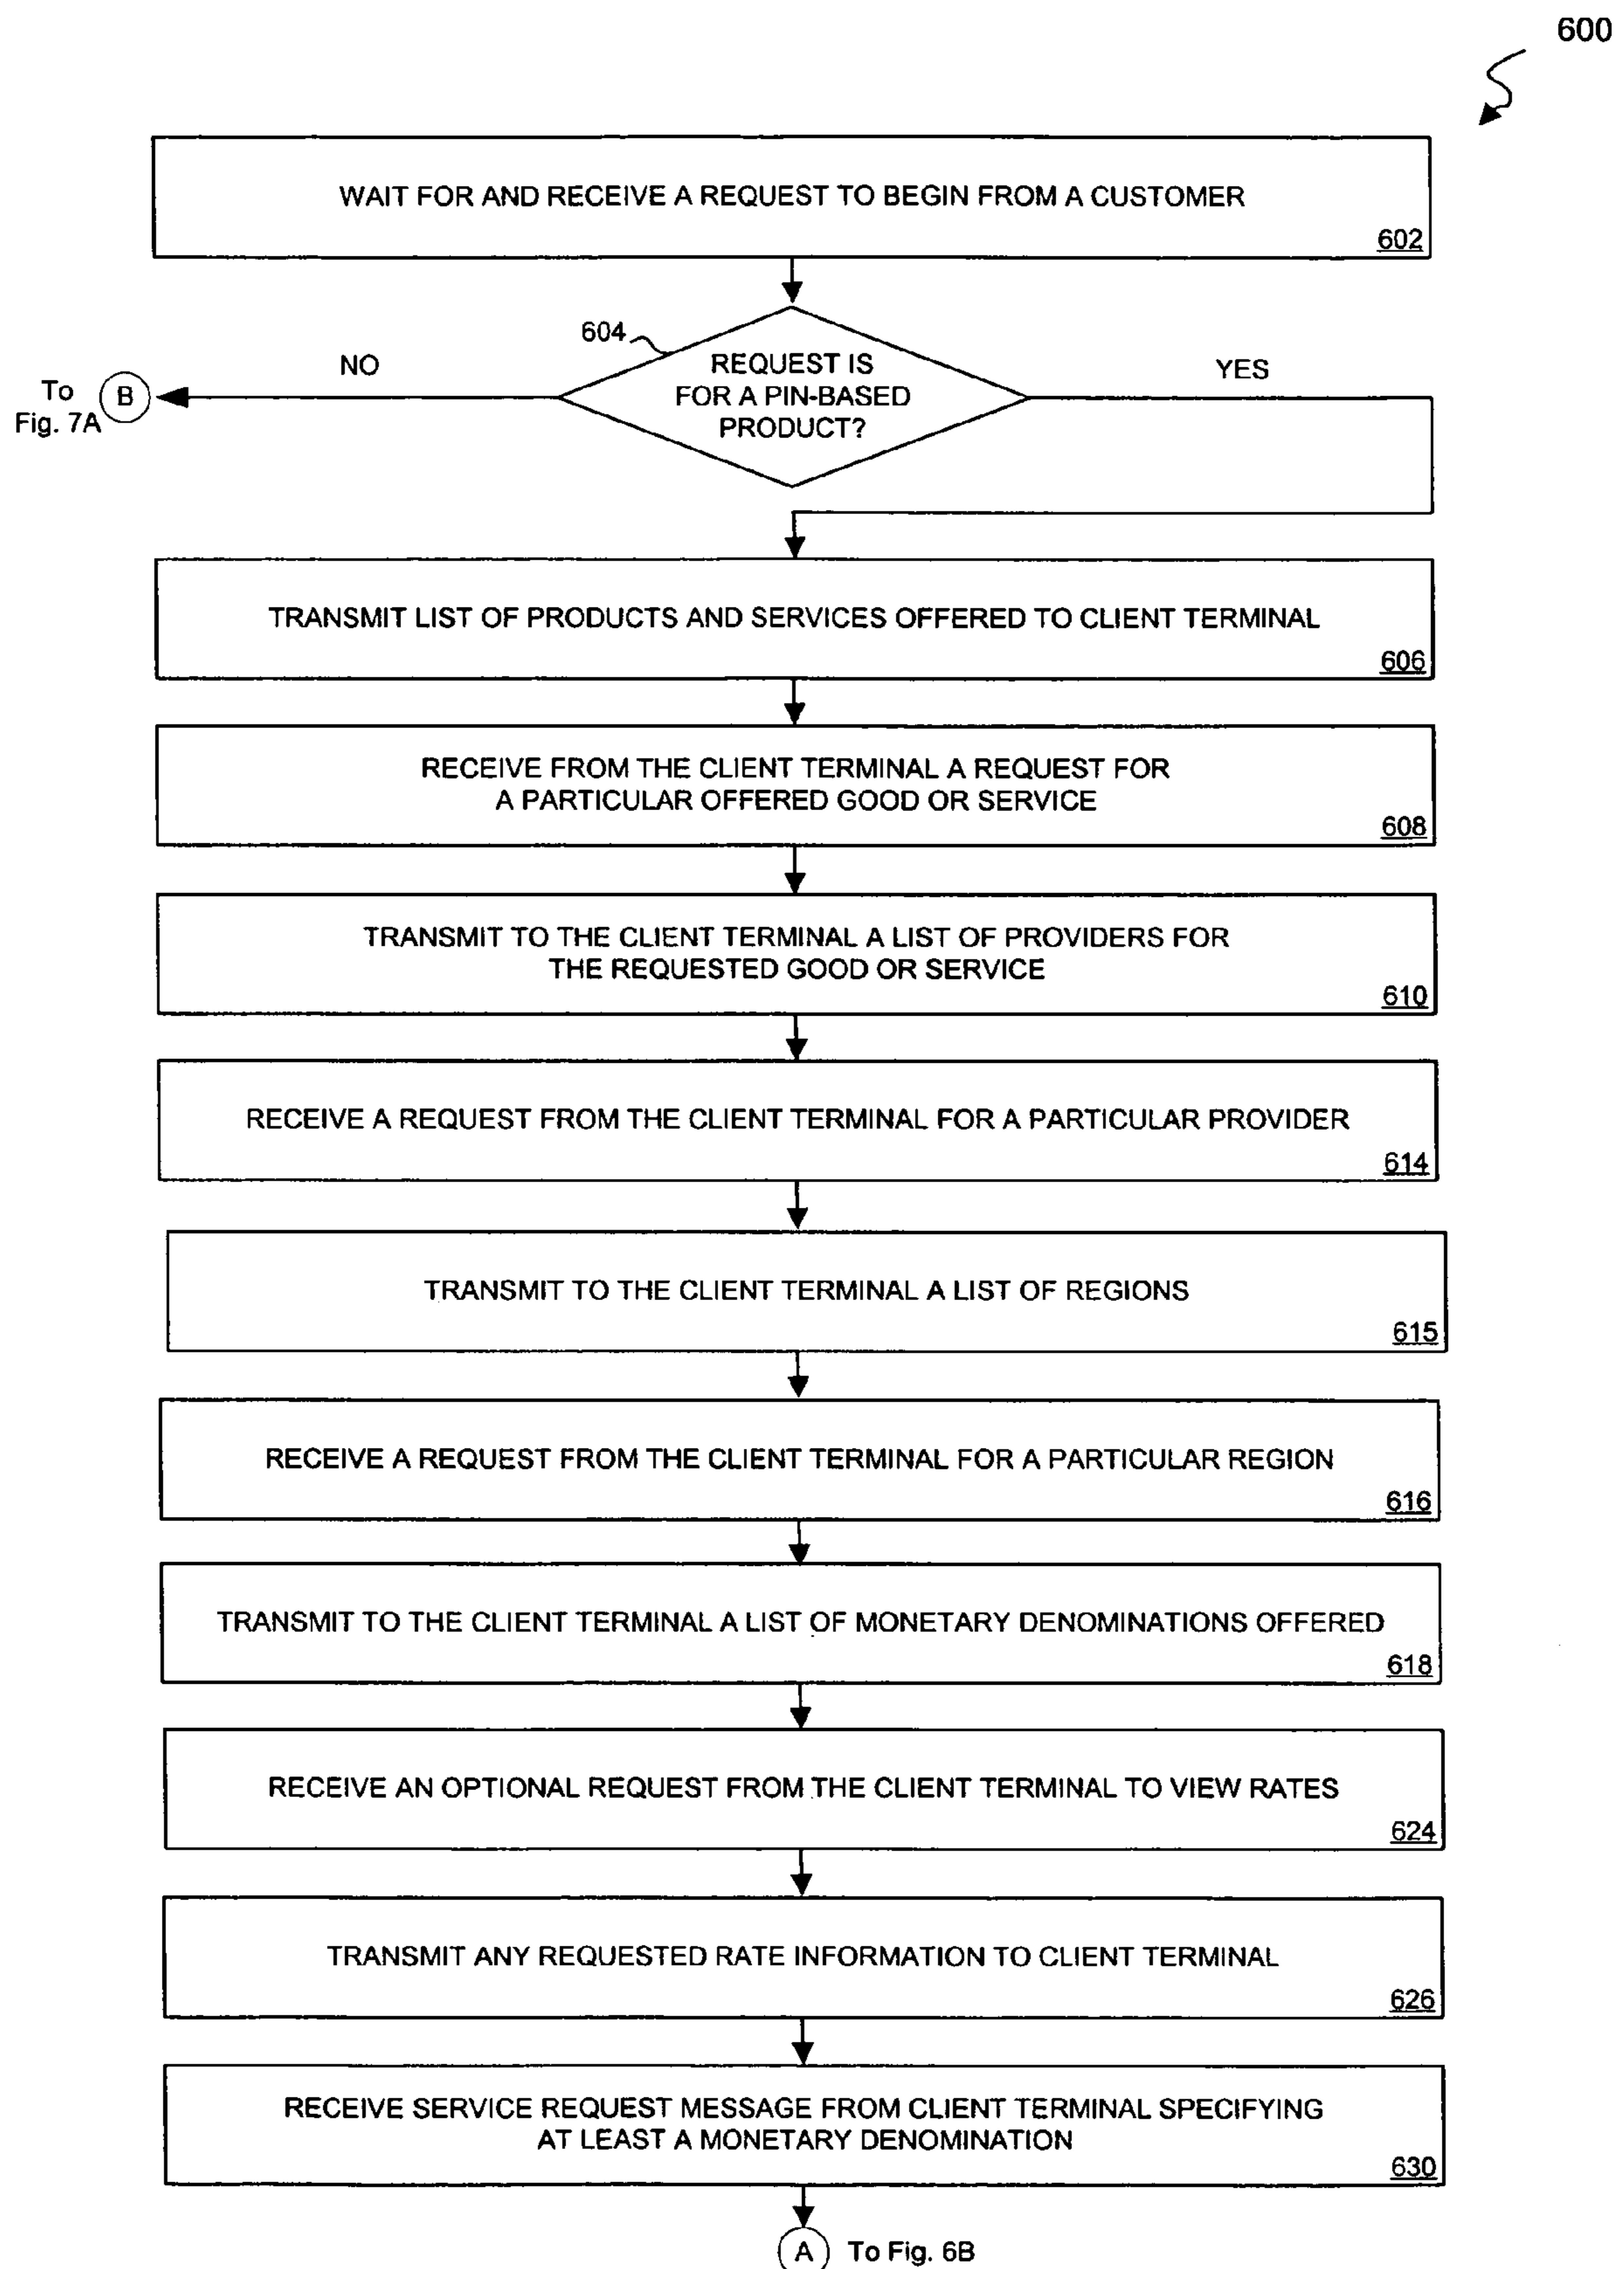 600
WAIT FOR AND RECEIVE A REQUEST TO BEGIN FROM A CUSTOMER
602
604
REQUEST IS
FOR A PIN-BASED
PRODUCT?
NO
YES
To
Fig. 7A
B
TRANSMIT LIST OF PRODUCTS AND SERVICES OFFERED TO CLIENT TERMINAL
606
RECEIVE FROM THE CLIENT TERMINAL A REQUEST FOR
A PARTICULAR OFFERED GOOD OR SERVICE
608
TRANSMIT TO THE CLIENT TERMINAL A LIST OF PROVIDERS FOR
THE REQUESTED GOOD OR SERVICE
610
RECEIVE A REQUEST FROM THE CLIENT TERMINAL FOR A PARTICULAR PROVIDER
614
TRANSMIT TO THE CLIENT TERMINAL A LIST OF REGIONS
615
RECEIVE A REQUEST FROM THE CLIENT TERMINAL FOR A PARTICULAR REGION
616
TRANSMIT TO THE CLIENT TERMINAL A LIST OF MONETARY DENOMINATIONS OFFERED
618
RECEIVE AN OPTIONAL REQUEST FROM THE CLIENT TERMINAL TO VIEW RATES
624
TRANSMIT ANY REQUESTED RATE INFORMATION TO CLIENT TERMINAL
626
RECEIVE SERVICE REQUEST MESSAGE FROM CLIENT TERMINAL SPECIFYING
AT LEAST A MONETARY DENOMINATION
630
A To Fig. 6B